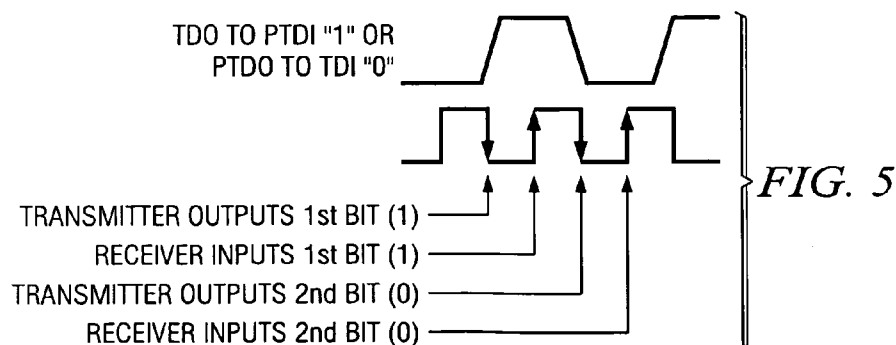 TDO TO PTDI "1" OR
PTDO TO TDI "0"
TRANSMITTER OUTPUTS 1st BIT (1)
RECEIVER INPUTS 1st BIT (1)
TRANSMITTER OUTPUTS 2nd BIT (0)
RECEIVER INPUTS 2nd BIT (0)
FIG. 5